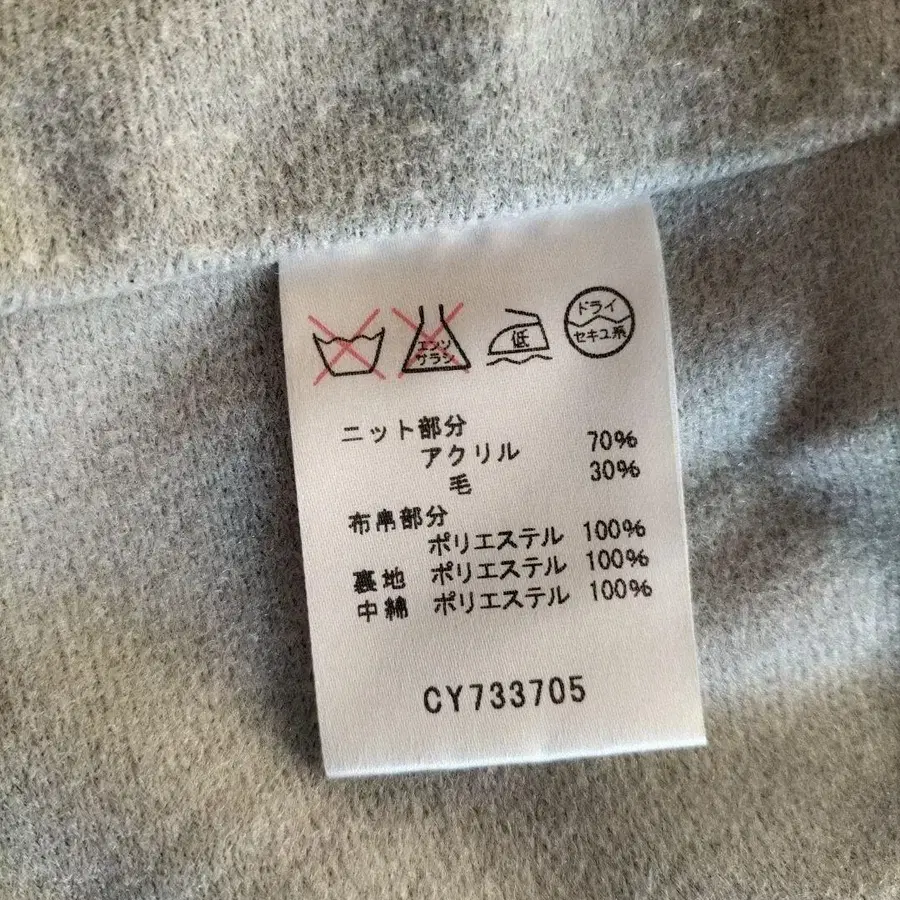 エンソ
サラシ
低
ドライ
セキユ系
ニット部分
アクリル 70%
毛 30%
布帛部分
ポリエステル 100%
裏地 ポリエステル 100%
中綿 ポリエステル 100%
CY733705